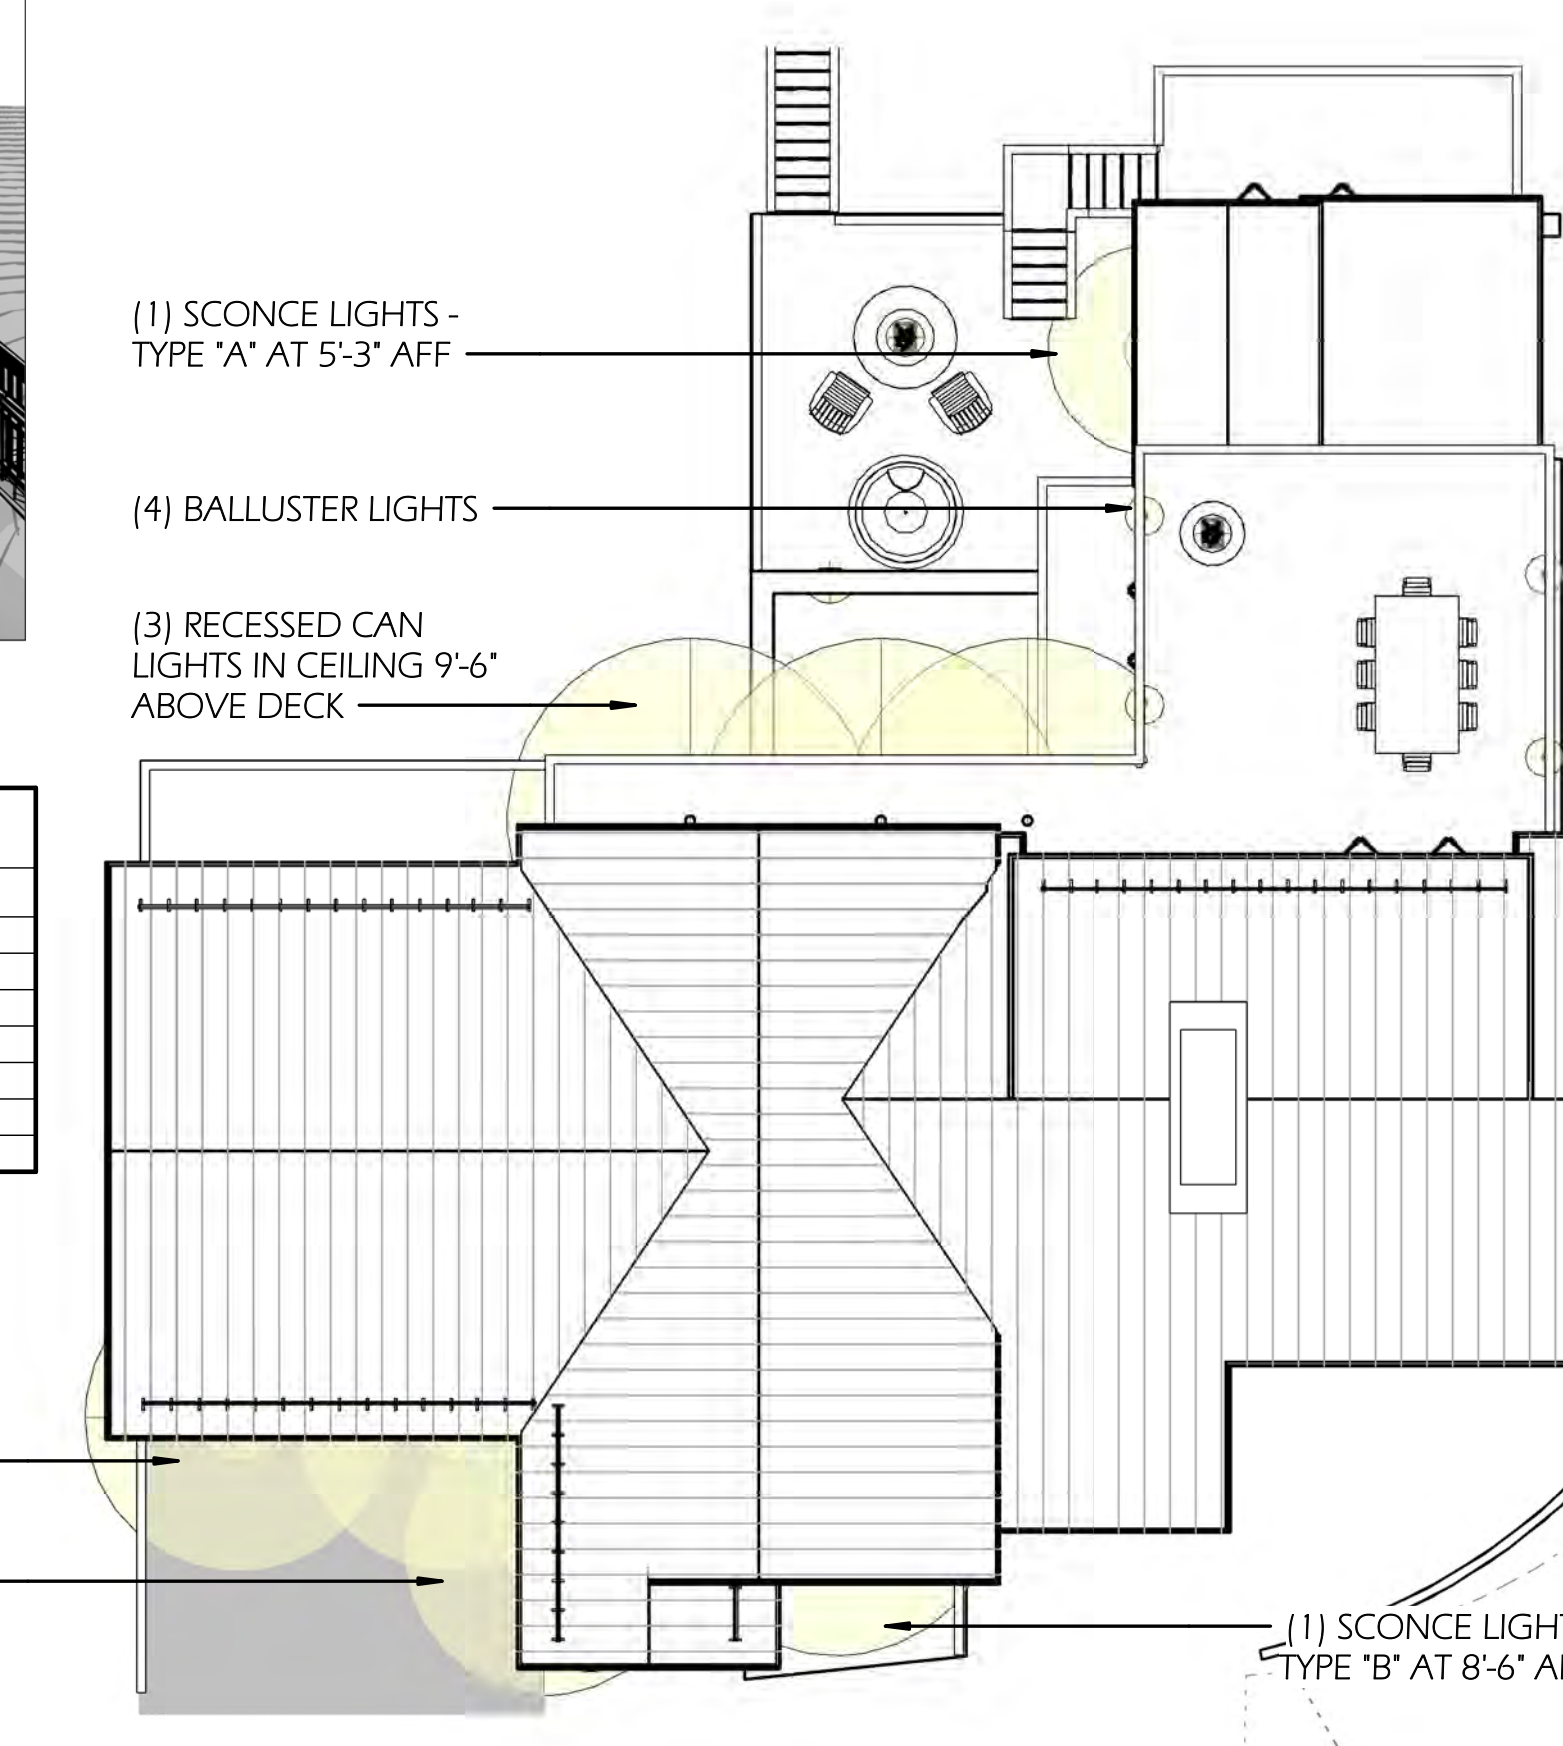 (1) SCONCE LIGHTS -
TYPE "A" AT 5'-3" AFF
(4) BALLUSTER LIGHTS
(3) RECESSED CAN
LIGHTS IN CEILING 9'-6"
ABOVE DECK
(1) SCONCE LIGHT
TYPE "B" AT 8'-6" A